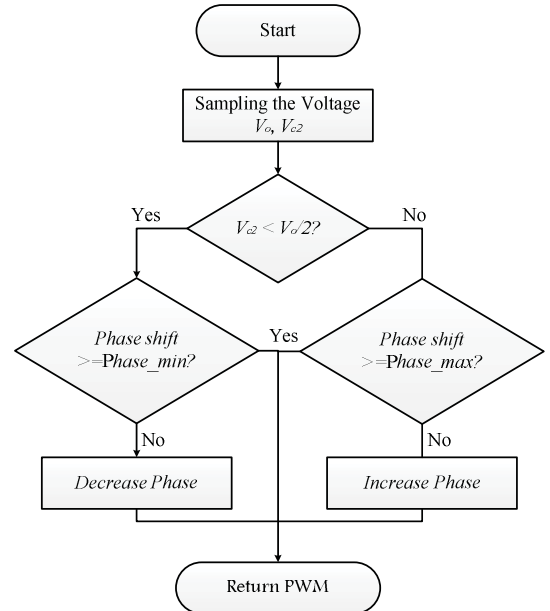 Start
Sampling the Voltage
Vo, Vc2
Yes
Vc2 < Vo/2?
No
Phase shift
>=Phase_min?
Yes
Phase shift
>=Phase_max?
No
No
Decrease Phase
Increase Phase
Return PWM